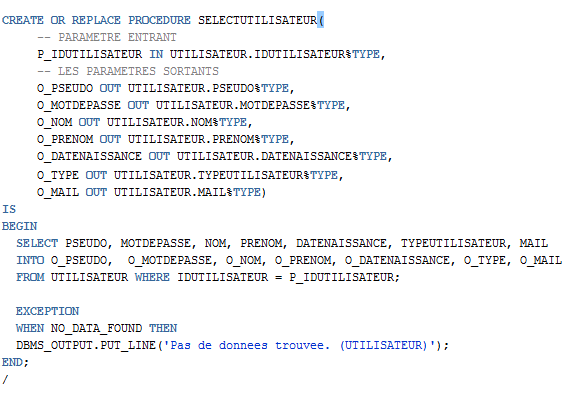 CREATE OR REPLACE PROCEDURE SELECTUTILISATEUR(
-- PARAMETRE ENTRANT
P_IDUTILISATEUR IN UTILISATEUR.IDUTILISATEUR%TYPE,
-- LES PARAMETRES SORTANTS
O_PSEUDO OUT UTILISATEUR.PSEUDO%TYPE,
O_MOTDEPASSE OUT UTILISATEUR.MOTDEPASSE%TYPE,
O_NOM OUT UTILISATEUR.NOM%TYPE,
O_PRENOM OUT UTILISATEUR.PRENOM%TYPE,
O_DATENAISSANCE OUT UTILISATEUR.DATENAISSANCE%TYPE,
O_TYPE OUT UTILISATEUR.TYPEUTILISATEUR%TYPE,
O_MAIL OUT UTILISATEUR.MAIL%TYPE)
IS
BEGIN
SELECT PSEUDO, MOTDEPASSE, NOM, PRENOM, DATENAISSANCE, TYPEUTILISATEUR, MAIL
INTO O_PSEUDO,  O_MOTDEPASSE, O_NOM, O_PRENOM, O_DATENAISSANCE, O_TYPE, O_MAIL
FROM UTILISATEUR WHERE IDUTILISATEUR = P_IDUTILISATEUR;
EXCEPTION
WHEN NO_DATA_FOUND THEN
DBMS_OUTPUT.PUT_LINE('Pas de donnees trouvee. (UTILISATEUR)');
END;
/